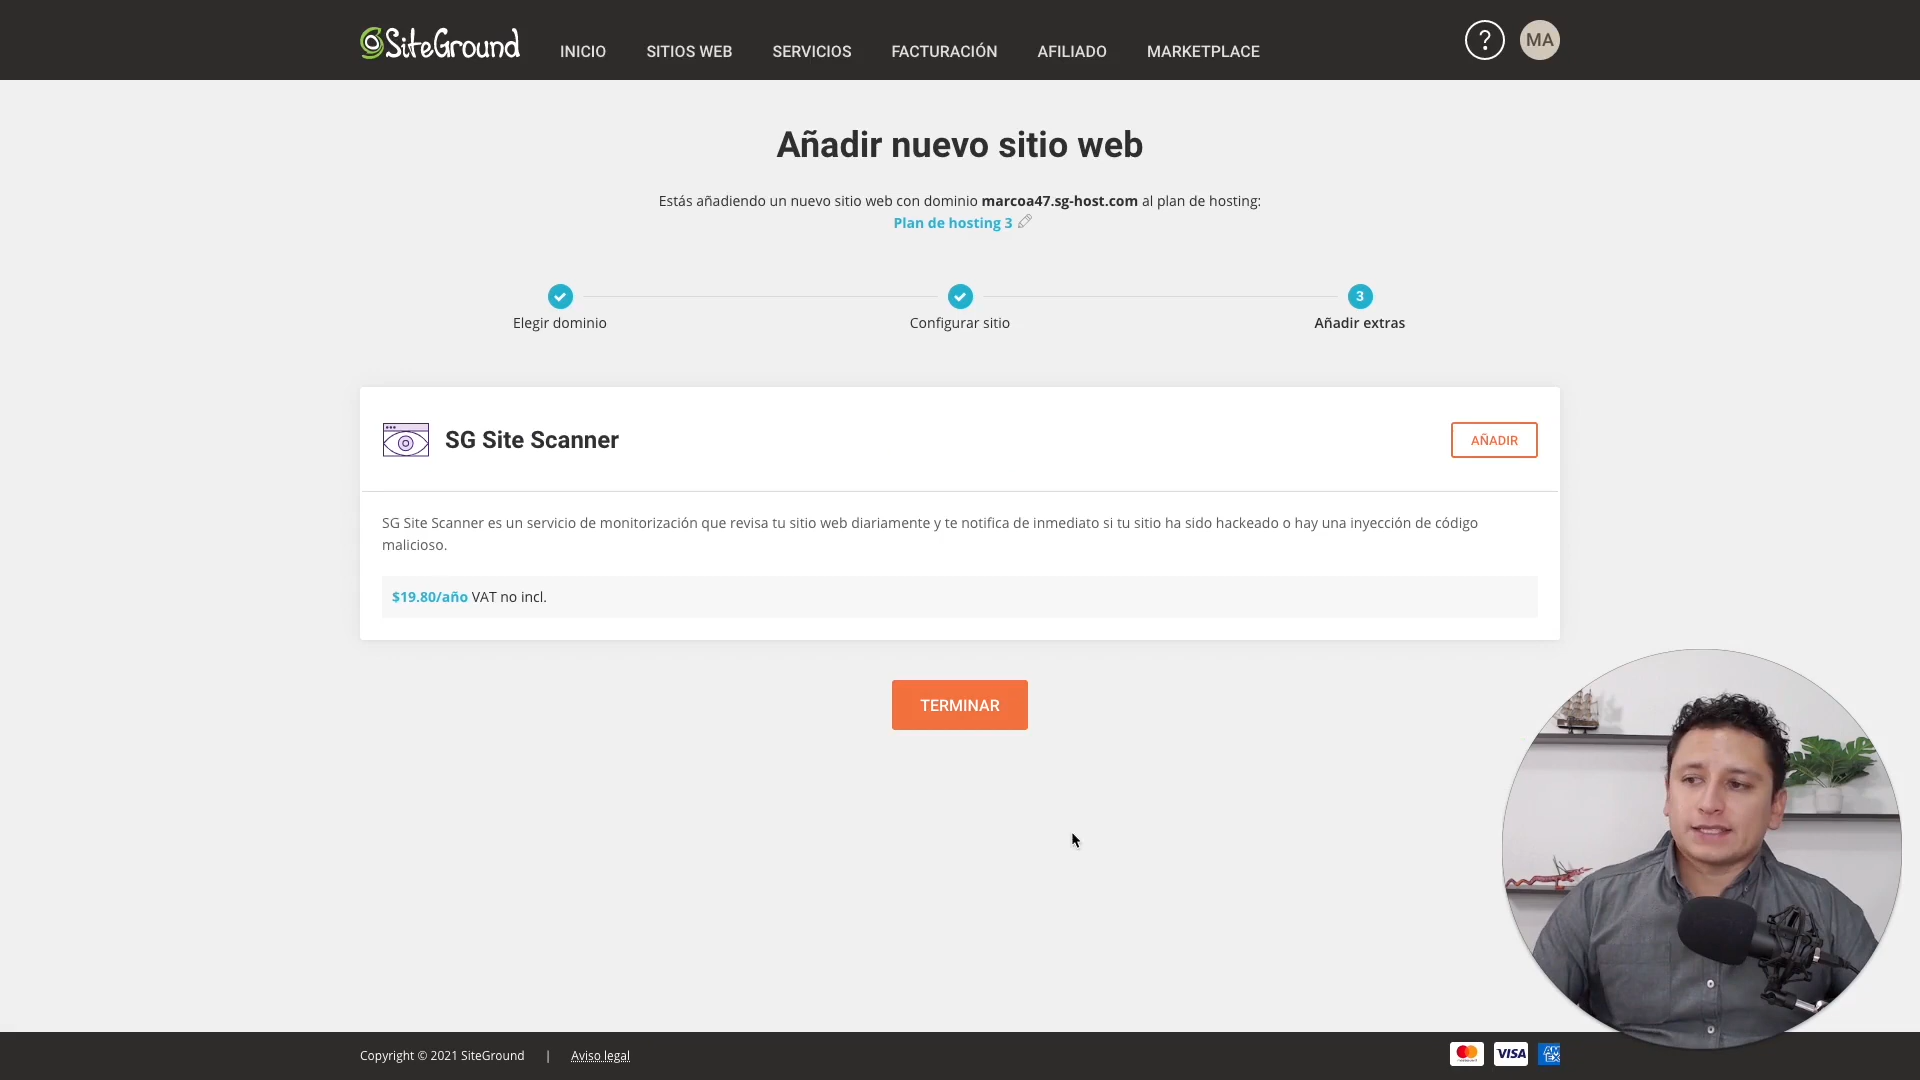 SiteGround
INICIO
SITIOS WEB
SERVICIOS
FACTURACIÓN
AFILIADO
MARKETPLACE
?
MA
Añadir nuevo sitio web
Estás añadiendo un nuevo sitio web con dominio marcoa47.sg-host.com al plan de hosting:
Plan de hosting 3
3
Elegir dominio
Configurar sitio
Añadir extras
SG Site Scanner
AÑADIR
SG Site Scanner es un servicio de monitorización que revisa tu sitio web diariamente y te notifica de inmediato si tu sitio ha sido hackeado o hay una inyección de código
malicioso.
$19.80/año VAT no incl.
TERMINAR
Copyright © 2021 SiteGround | Aviso legal
VISA
AM
EX